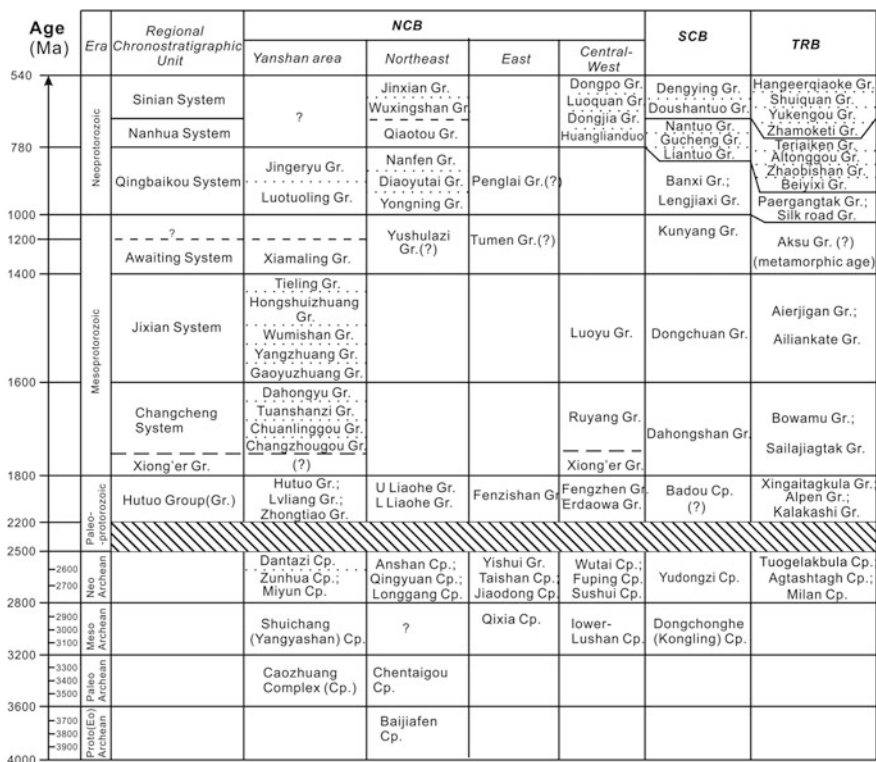 Age
(Ma)
Era
Regional
Chronostratigraphic
Unit
NCB
SCB
TRB
Yanshan area
Northeast
East
Central-
West
540
780
1000
1200
1400
1600
1800
2200
2500
2600
2700
2800
2900
3000
3100
3200
3300
3400
3500
3600
3700
3800
3900
4000
Neoprotorozoic
Mesoprotorozoic
Paleo-
-protorozoic
Neo
Archean
Meso
Archean
Paleo
Archean
Proto(Eo)
Archean
Sinian System
Nanhua System
Qingbaikou System
?
Awaiting System
Jixian System
Changcheng
System
Xiong'er Gr.
Hutuo Group(Gr.)
?
Jingeryu Gr.
Luotuoling Gr.
Xiamaling Gr.
Tieling Gr.
Hongshuizhuang
Gr.
Wumishan Gr.
Yangzhuang Gr.
Gaoyuzhuang Gr.
Dahongyu Gr.
Tuanshanzi Gr.
Chuanlinggou Gr.
Changzhougou Gr.
(?)
Hutuo Gr.;
Lvliang Gr.;
Zhongtiao Gr.
Dantazi Cp.
Zunhua Cp.;
Miyun Cp.
Shuichang
(Yangyashan) Cp.
Caozhuang
Complex (Cp.)
Jinxian Gr.
Wuxingshan Gr.
Qiaotou Gr.
Nanfen Gr.
Diaoyutai Gr.
Yongning Gr.
Yushulazi
Gr.(?)
U Liaohe Gr.
L Liaohe Gr.
Anshan Cp.;
Qingyuan Cp.;
Longgang Cp.
?
Chentaigou
Cp.
Baijiafen
Cp.
Penglai Gr.(?)
Tumen Gr.(?)
Fenzishan Gr
Yishui Gr.
Taishan Cp.;
Jiaodong Cp.
Qixia Cp.
Dongpo Gr.
Luoquan Gr.
Dongjia Gr.
Huanglianduo
Luoyu Gr.
Ruyang Gr.
Xiong'er Gr.
Fengzhen Gr
Erdaowa Gr.
Wutai Cp.;
Fuping Cp.
Sushui Cp.
lower-
Lushan Cp.
Dengying Gr.
Doushantuo Gr.
Nantuo Gr.
Gucheng Gr.
Liantuo Gr.
Banxi Gr.;
Lengjiaxi Gr.
Kunyang Gr.
Dongchuan Gr.
Dahongshan Gr.
Badou Cp.
(?)
Yudongzi Cp.
Dongchonghe
(Kongling) Cp.
Hangeerqiaoke Gr.
Shuiquan Gr.
Yukengou Gr.
Zhamoketi Gr.
Teriaiken Gr.
Altonggou Gr.
Zhaobishan Gr.
Beiyixi Gr.
Paergangtak Gr.;
Silk road Gr.
Aksu Gr. (?)
(metamorphic age)
Aierjigan Gr.;
Ailiankate Gr.
Bowamu Gr.;
Sailajiagtak Gr.
Xingaitagkula Gr.;
Alpen Gr.;
Kalakashi Gr.
Tuogelakbula Cp.;
Agtashtagh Cp.;
Milan Cp.